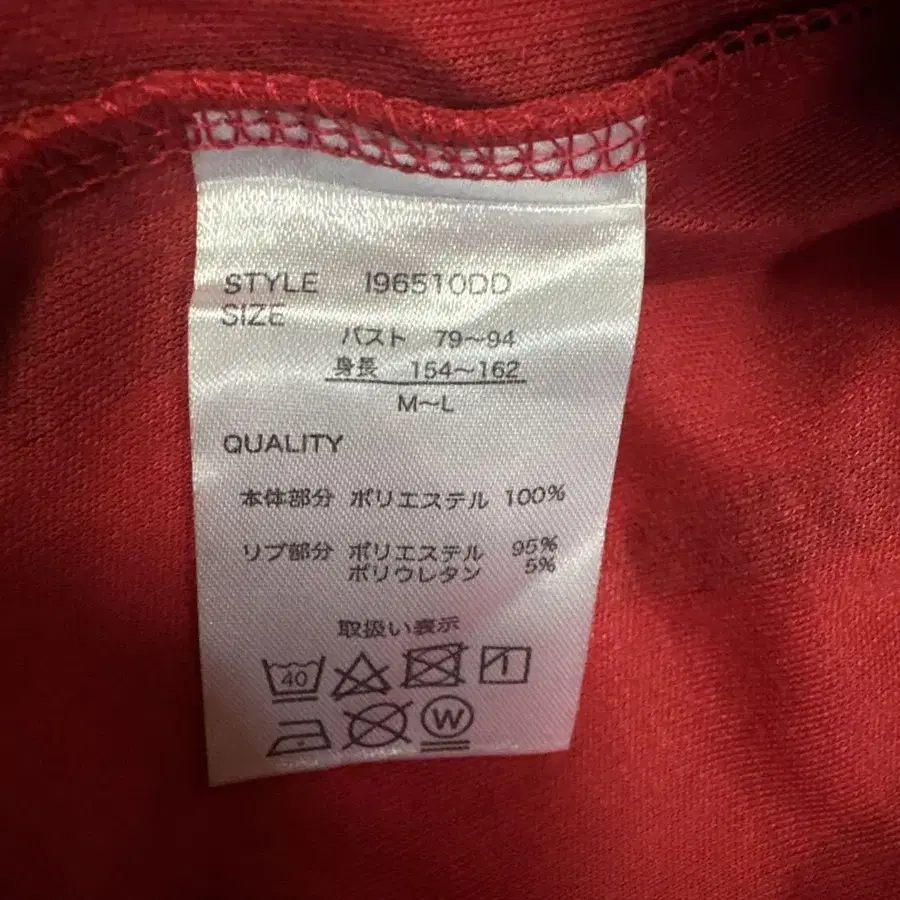 STYLE I96510DD
SIZE
バスト 79～94
身長 154～162
M～L
QUALITY
本体部分 ポリエステル 100%
リブ部分 ポリエステル 95%
ポリウレタン 5%
取扱い表示
40
W